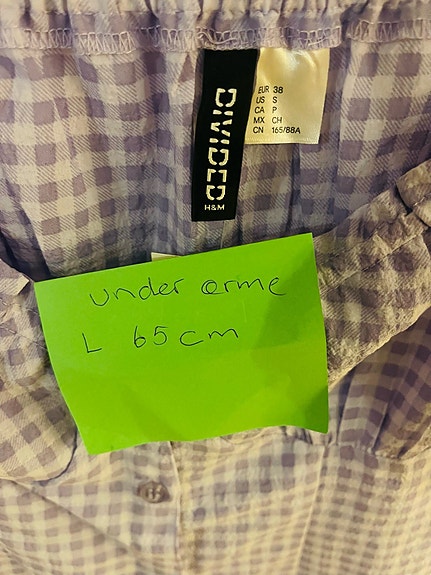 DIVIDED
H&M
EUR 38
US S
CA P
MX CH
CN 165/88A
under arme
L 65 cm